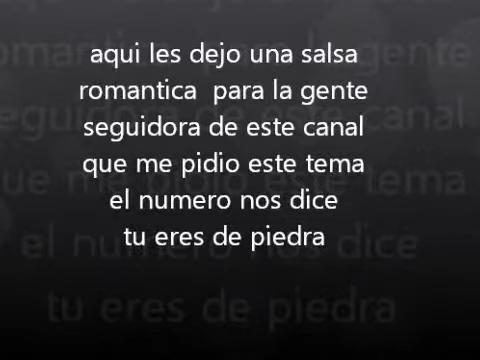 aqui les dejo una salsa
romantica  para la gente
seguidora de este canal
que me pidio este tema
el numero nos dice
tu eres de piedra